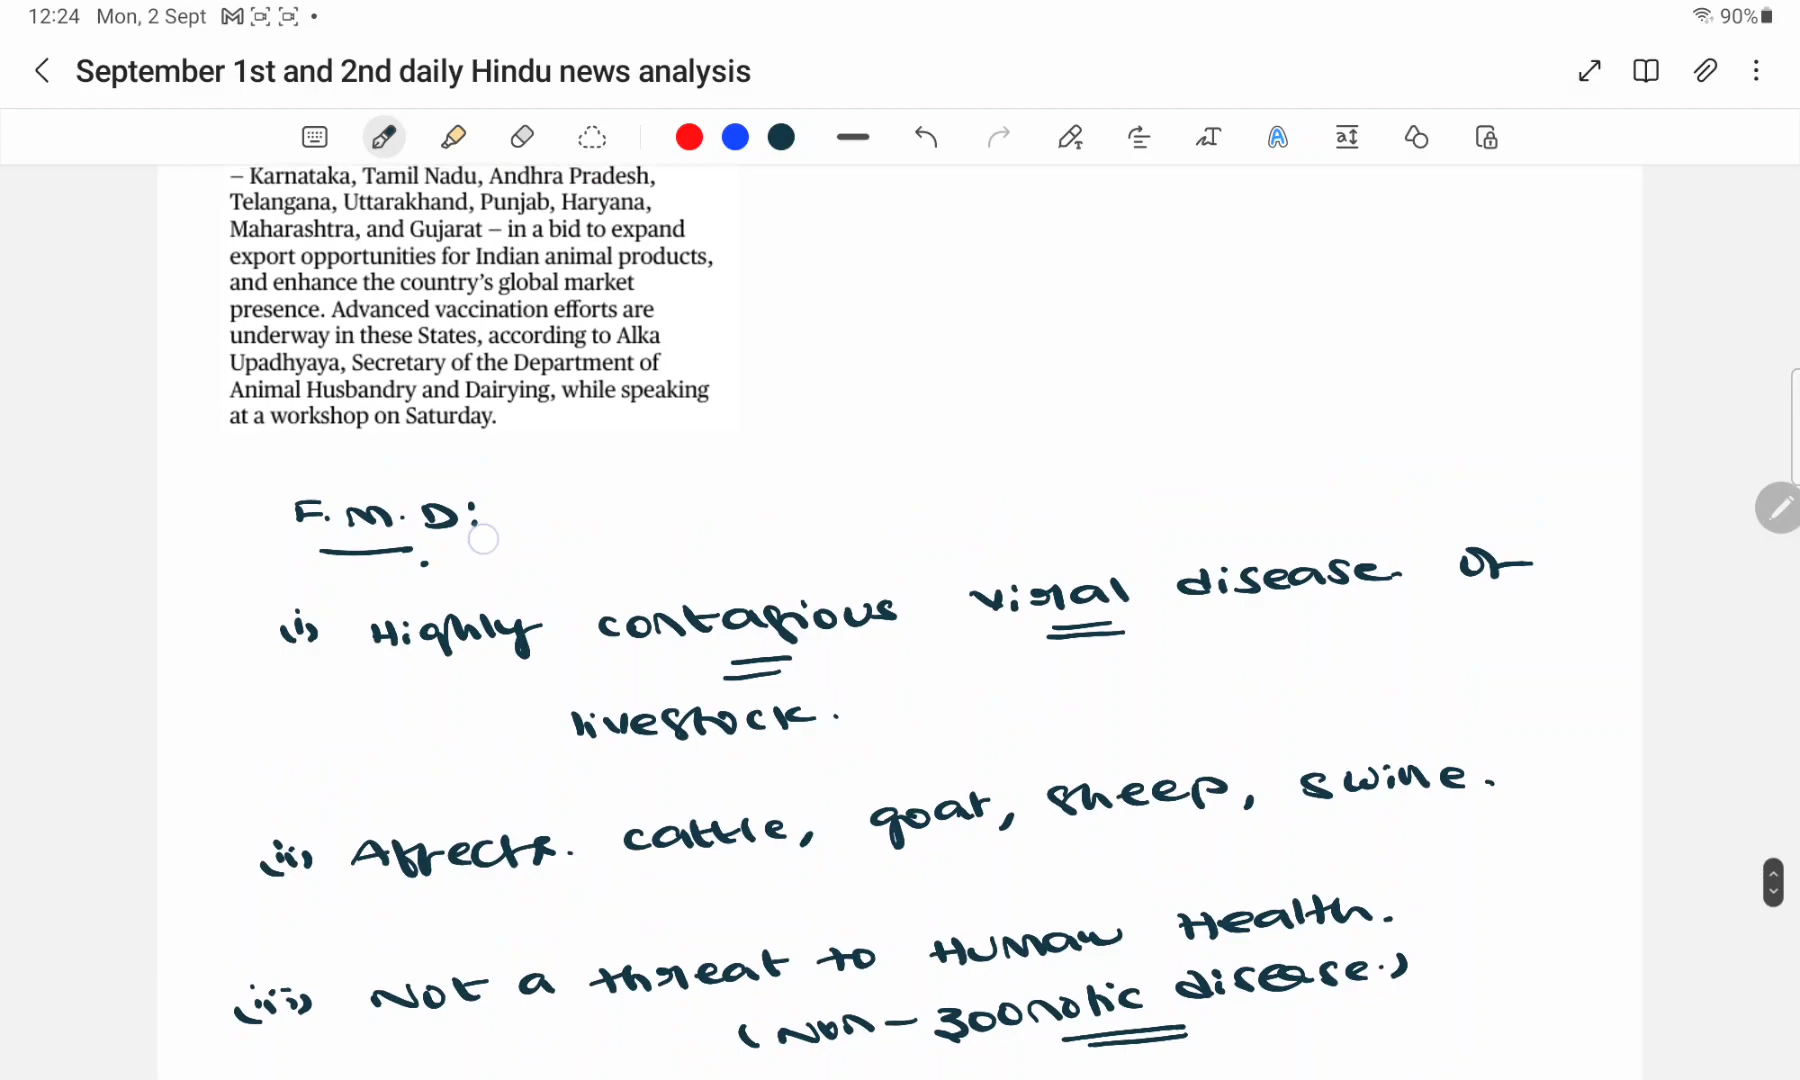 12:24 Mon, 2 Sept 90%
September 1st and 2nd daily Hindu news analysis
– Karnataka, Tamil Nadu, Andhra Pradesh,
Telangana, Uttarakhand, Punjab, Haryana,
Maharashtra, and Gujarat – in a bid to expand
export opportunities for Indian animal products,
and enhance the country’s global market
presence. Advanced vaccination efforts are
underway in these States, according to Alka
Upadhyaya, Secretary of the Department of
Animal Husbandry and Dairying, while speaking
at a workshop on Saturday.
F.M.D:
(i) Highly contagious viral disease of
livestock.
(ii) Affects. cattle, goat, sheep, swine.
(iii) Not a threat to Human Health.
(Non-zoonotic disease.)